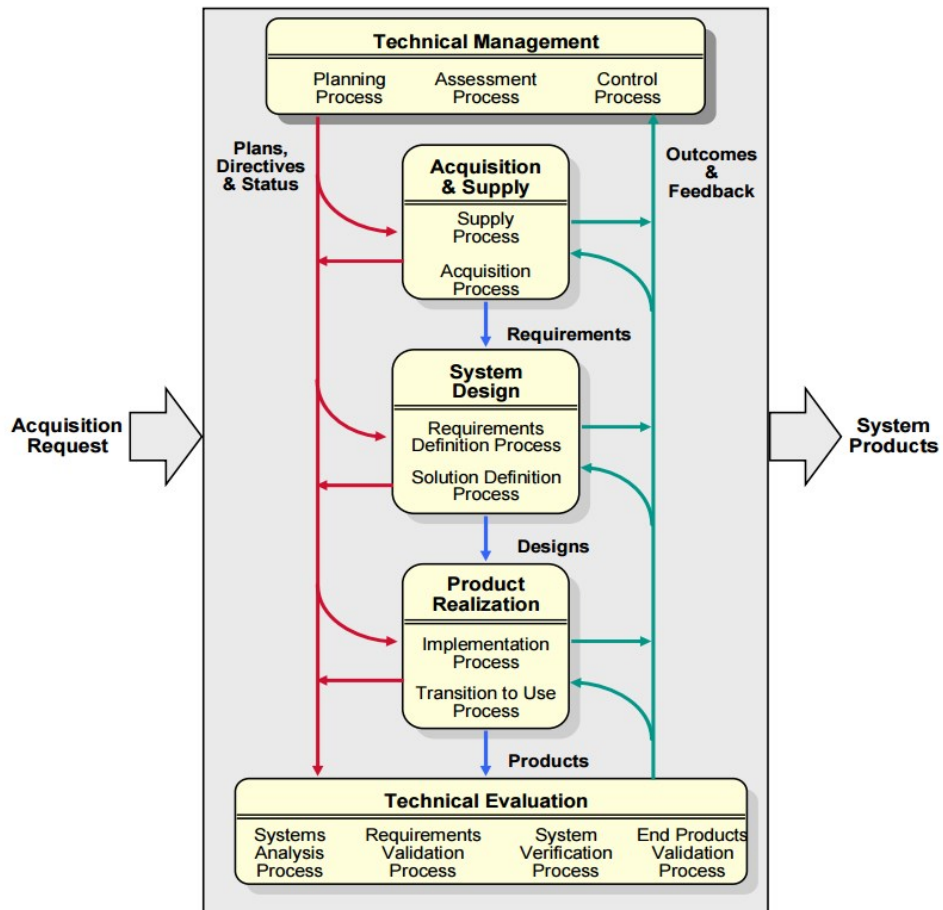 Technical Management
Planning
Process
Assessment
Process
Control
Process
Plans,
Directives
& Status
Outcomes
&
Feedback
Acquisition
& Supply
Supply
Process
Acquisition
Process
Requirements
System
Design
Requirements
Definition Process
Solution Definition
Process
Acquisition
Request
System
Products
Designs
Product
Realization
Implementation
Process
Transition to Use
Process
Products
Technical Evaluation
Systems
Analysis
Process
Requirements
Validation
Process
System
Verification
Process
End Products
Validation
Process